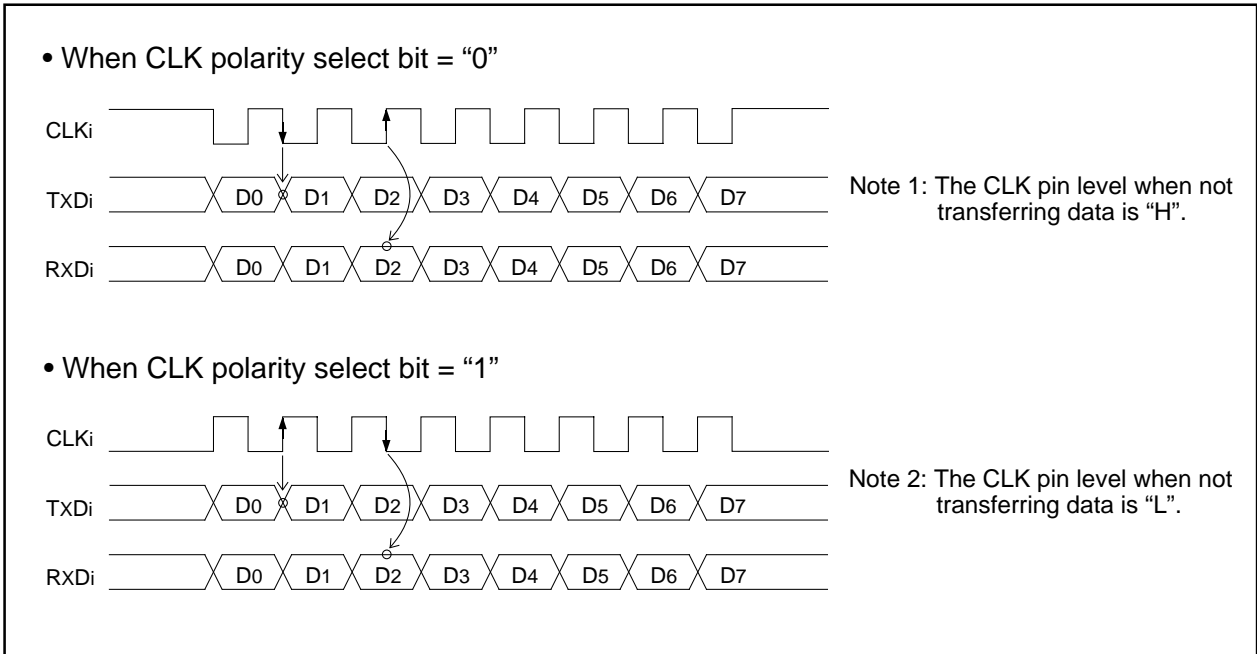 • When CLK polarity select bit = “0”
CLKi
TXDi D0 D1 D2 D3 D4 D5 D6 D7
RXDi D0 D1 D2 D3 D4 D5 D6 D7
Note 1: The CLK pin level when not
transferring data is “H”.
• When CLK polarity select bit = “1”
CLKi
TXDi D0 D1 D2 D3 D4 D5 D6 D7
RXDi D0 D1 D2 D3 D4 D5 D6 D7
Note 2: The CLK pin level when not
transferring data is “L”.